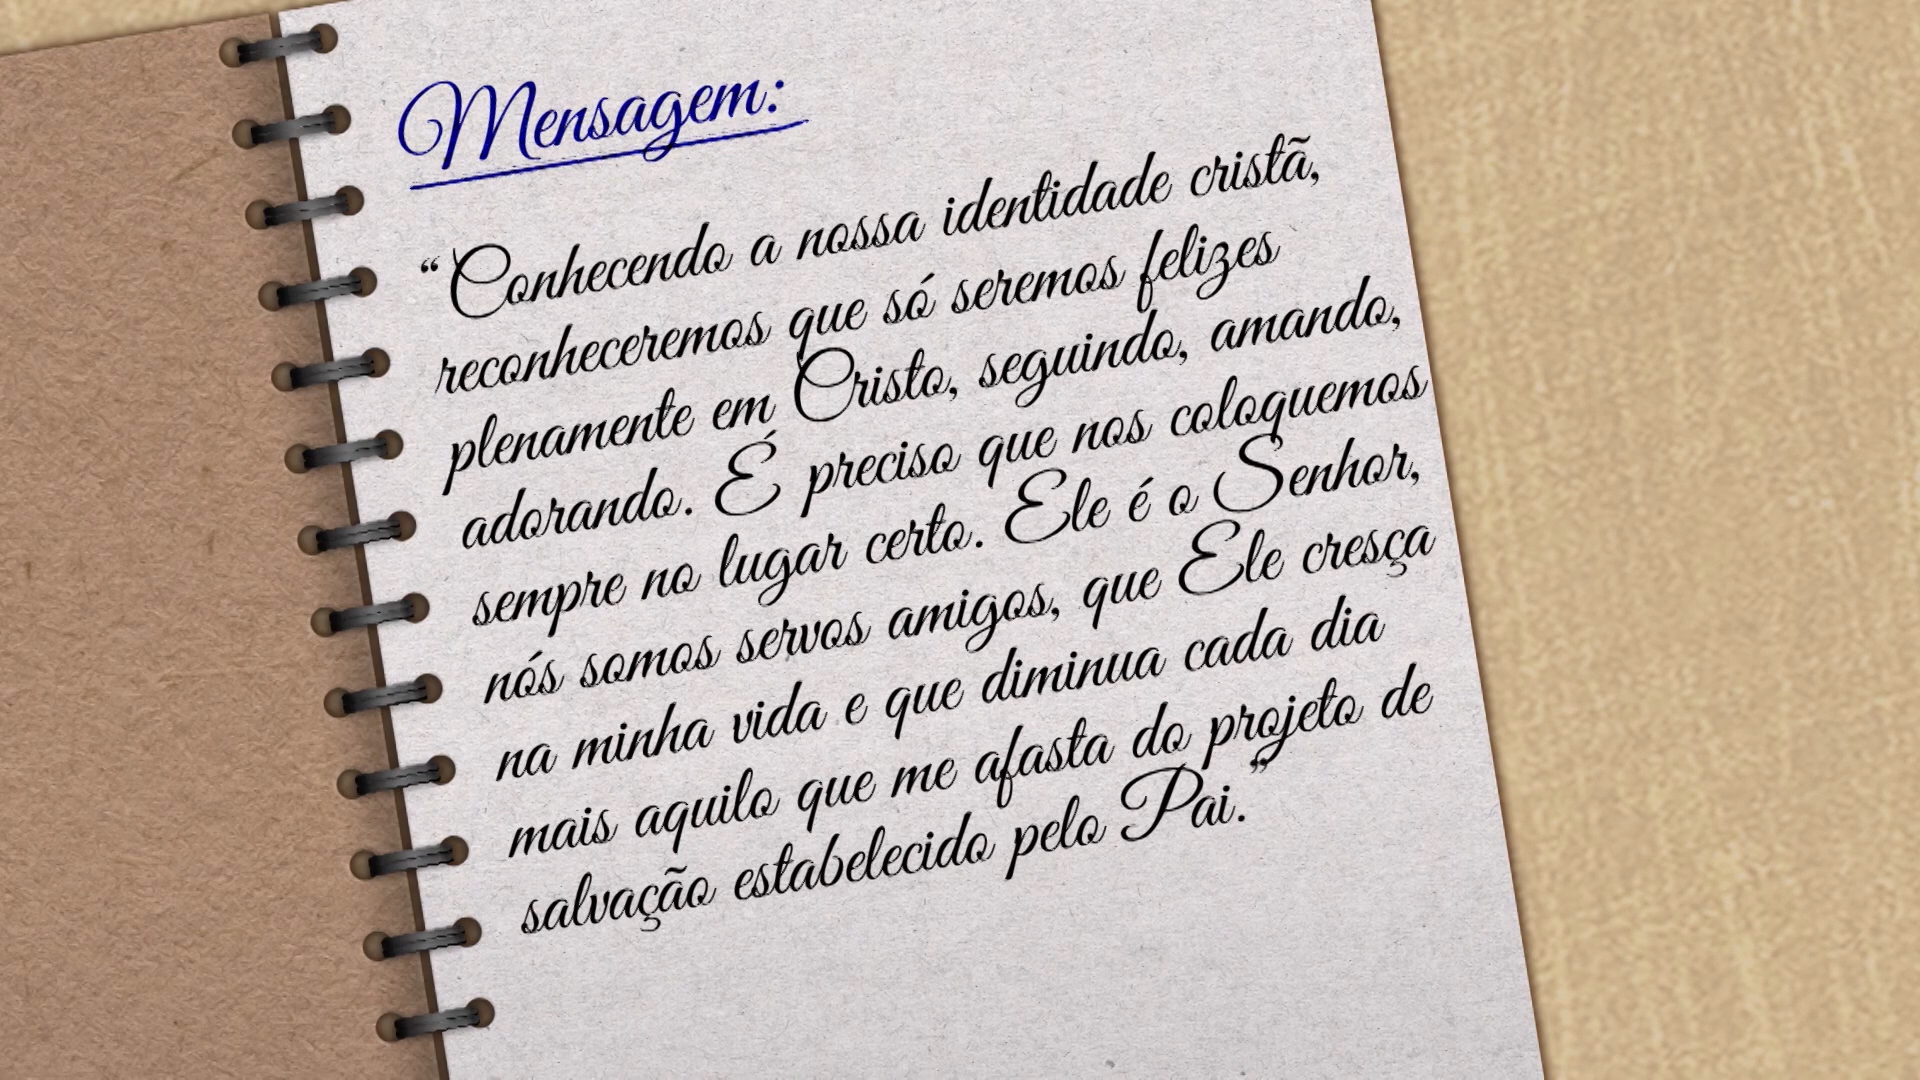 Mensagem:
“Conhecendo a nossa identidade cristã,
reconheceremos que só seremos felizes
plenamente em Cristo, seguindo, amando,
adorando. É preciso que nos coloquemos
sempre no lugar certo. Ele é o Senhor,
nós somos servos amigos, que Ele cresça
na minha vida e que diminua cada dia
mais aquilo que me afasta do projeto de
salvação estabelecido pelo Pai.”